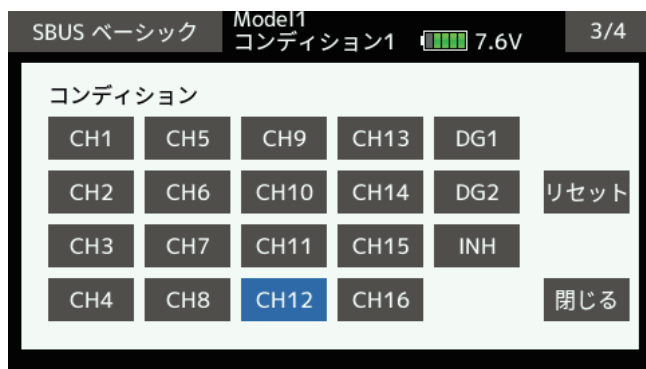 SBUS ベーシック Model1 3/4
コンディション1 7.6V
コンディション
CH1 CH5 CH9 CH13 DG1
CH2 CH6 CH10 CH14 DG2 リセット
CH3 CH7 CH11 CH15 INH
CH4 CH8 CH12 CH16 閉じる